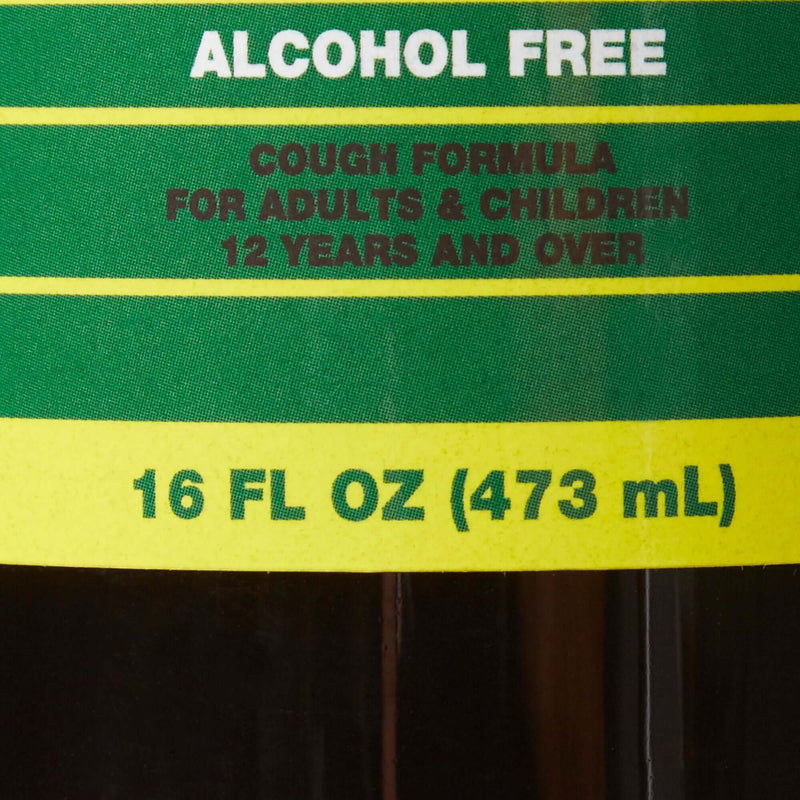 ALCOHOL FREE
COUGH FORMULA
FOR ADULTS & CHILDREN
12 YEARS AND OVER
16 FL OZ (473 mL)